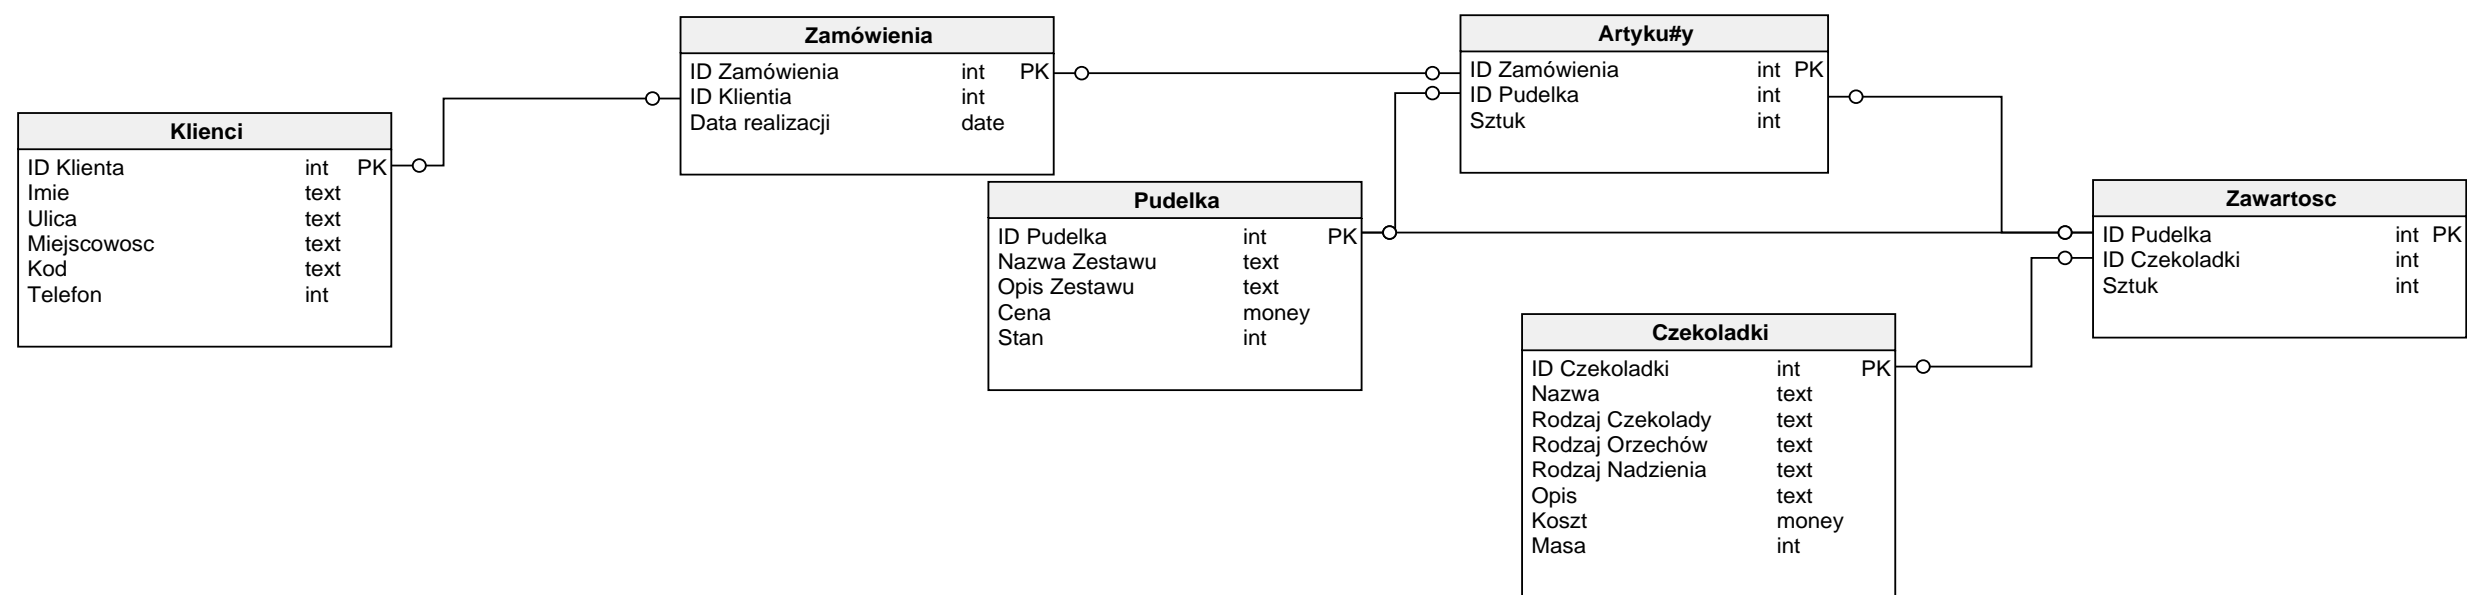 Klienci
ID Klienta int PK
Imie text
Ulica text
Miejscowosc text
Kod text
Telefon int
Zamówienia
ID Zamówienia int PK
ID Klientia int
Data realizacji date
Pudelka
ID Pudelka int PK
Nazwa Zestawu text
Opis Zestawu text
Cena money
Stan int
Artyku#y
ID Zamówienia int PK
ID Pudelka int
Sztuk int
Czekoladki
ID Czekoladki int PK
Nazwa text
Rodzaj Czekolady text
Rodzaj Orzechów text
Rodzaj Nadzienia text
Opis text
Koszt money
Masa int
Zawartosc
ID Pudelka int PK
ID Czekoladki int
Sztuk int